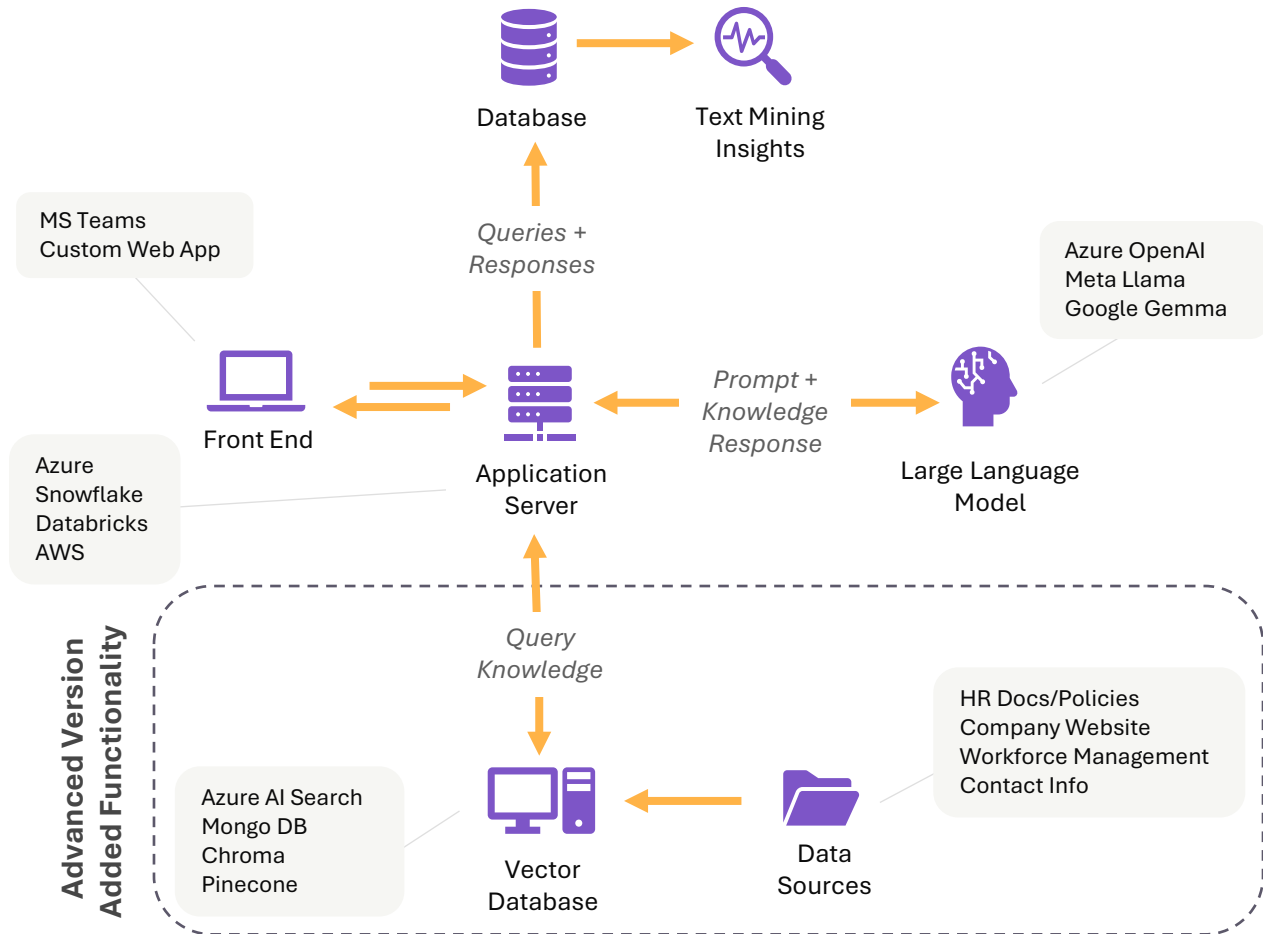 Database
Text Mining
Insights
MS Teams
Custom Web App
Queries +
Responses
Azure OpenAI
Meta Llama
Google Gemma
Front End
Prompt +
Knowledge
Response
Application
Server
Large Language
Model
Azure
Snowflake
Databricks
AWS
Advanced Version
Added Functionality
Query
Knowledge
HR Docs/Policies
Company Website
Workforce Management
Contact Info
Azure AI Search
Mongo DB
Chroma
Pinecone
Vector
Database
Data
Sources